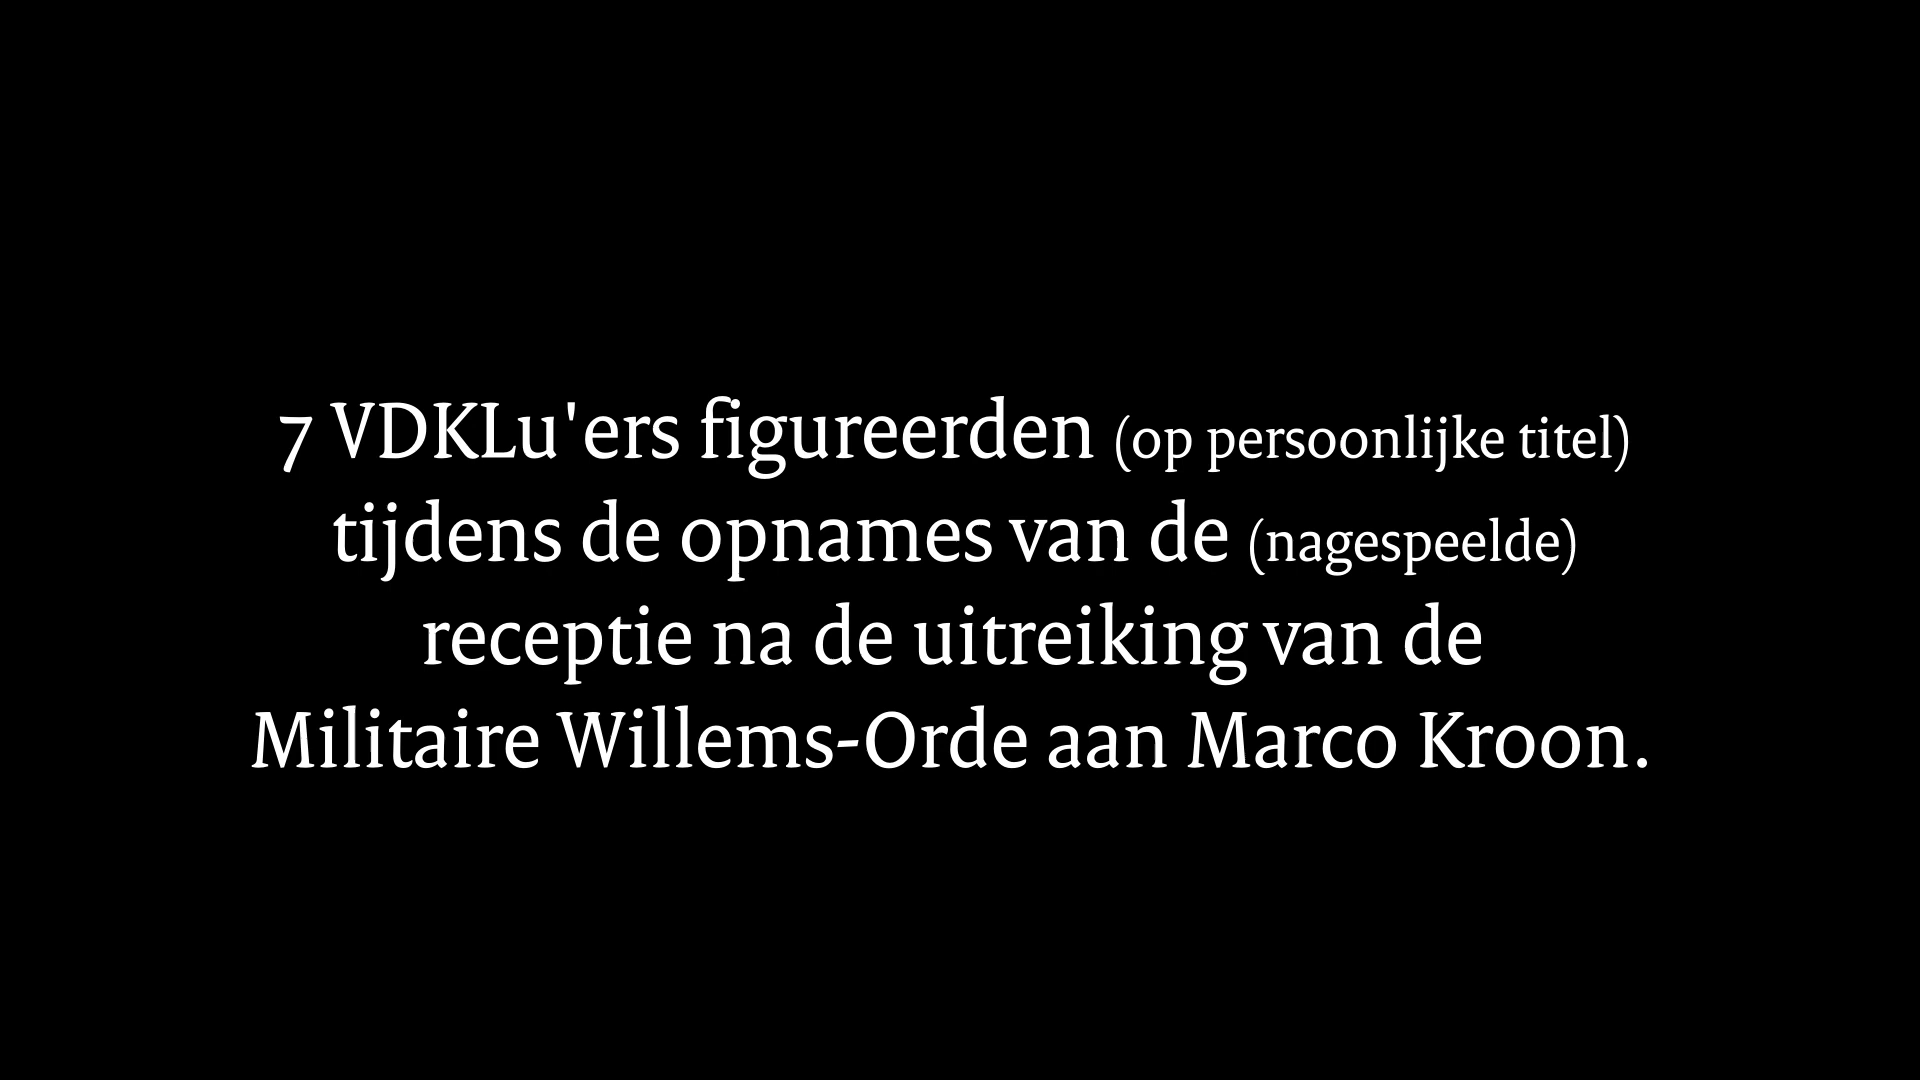 7 VDKLu'ers figureerden (op persoonlijke titel)
tijdens de opnames van de (nagespeelde)
receptie na de uitreiking van de
Militaire Willems-Orde aan Marco Kroon.